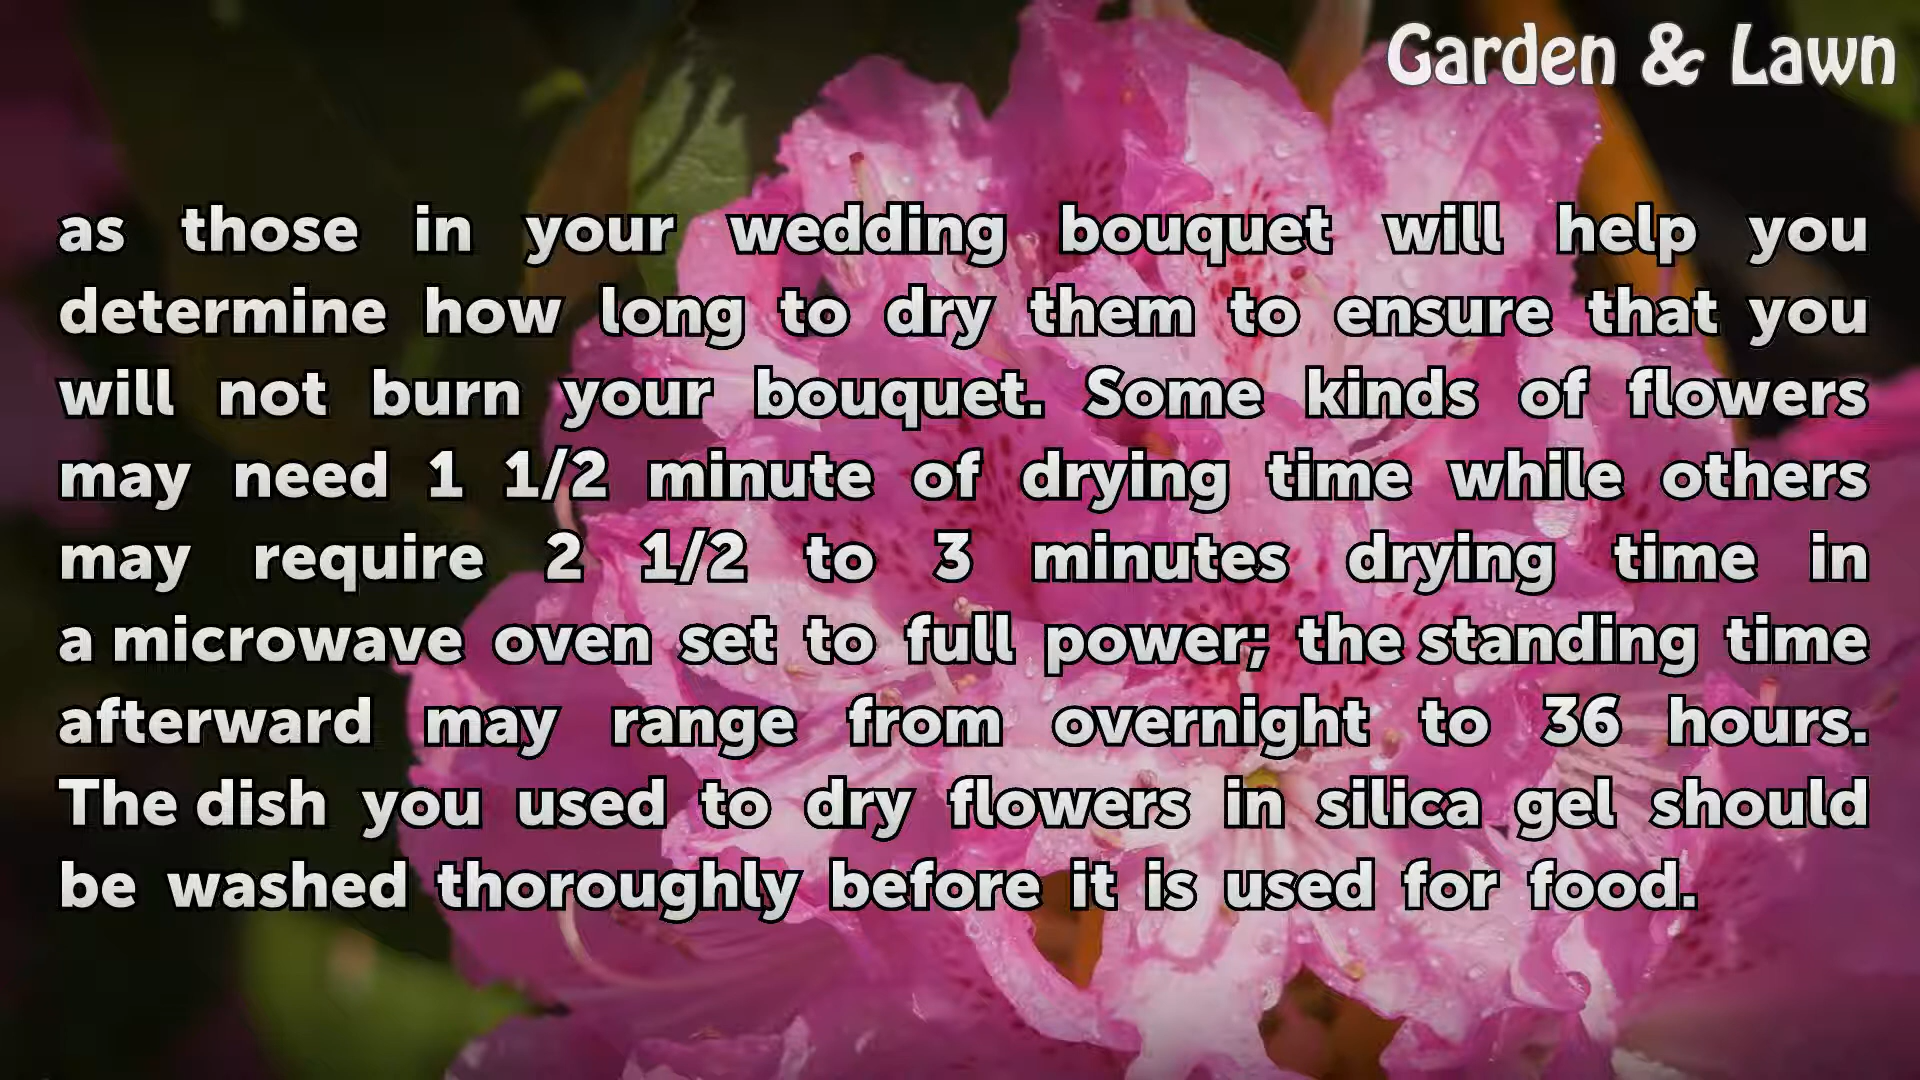 Garden & Lawn
as those in your wedding bouquet will help you
determine how long to dry them to ensure that you
will not burn your bouquet. Some kinds of flowers
may need 1 1/2 minute of drying time while others
may require 2 1/2 to 3 minutes drying time in
a microwave oven set to full power; the standing time
afterward may range from overnight to 36 hours.
The dish you used to dry flowers in silica gel should
be washed thoroughly before it is used for food.